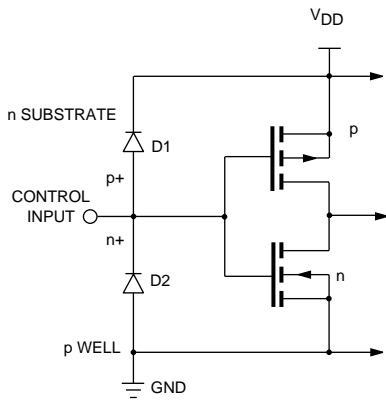 VDD
n SUBSTRATE
D1
p
p+
CONTROL
INPUT
n+
D2
n
p WELL
GND